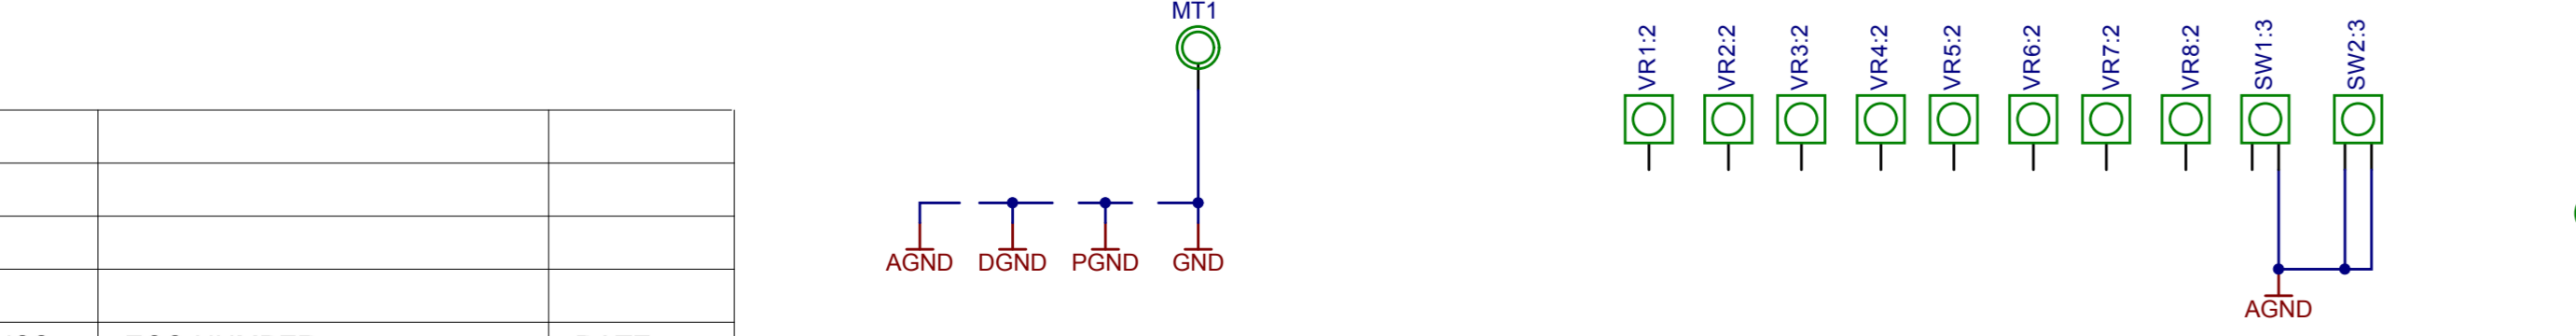 MT1
VR1:2
VR2:2
VR3:2
VR4:2
VR5:2
VR6:2
VR7:2
VR8:2
SW1:3
SW2:3
AGND
DGND
PGND
GND
AGND